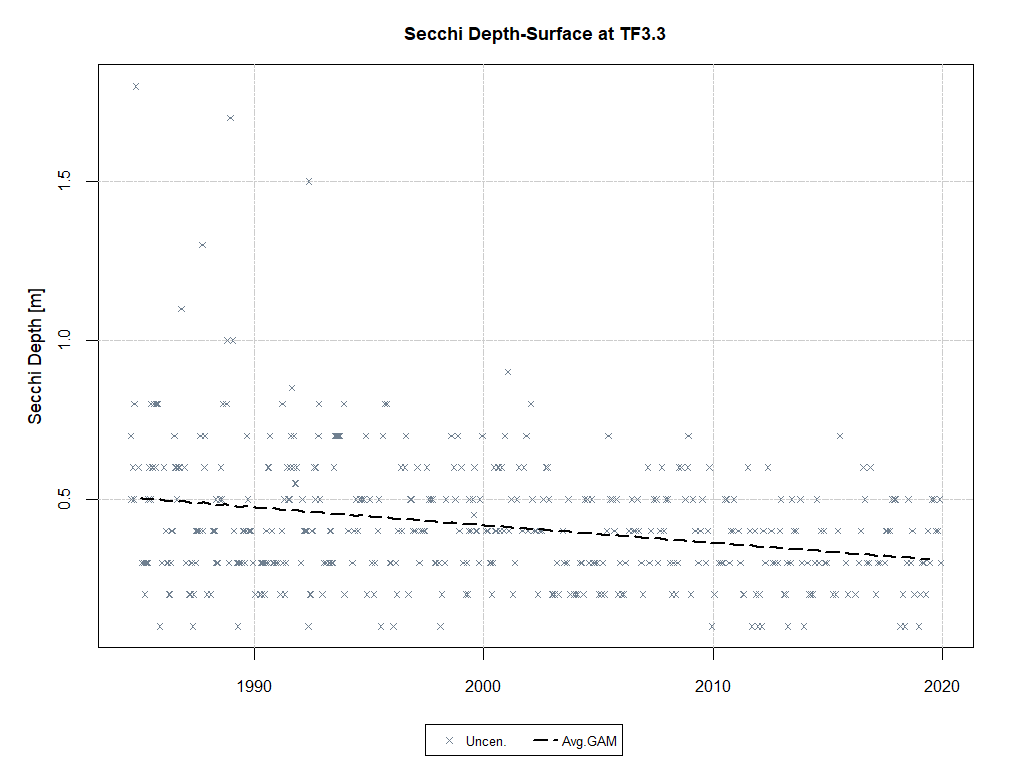 Secchi Depth-Surface at TF3.3
Secchi Depth [m]
1.5
1.0
0.5
1990 2000 2010 2020
Uncen. Avg.GAM